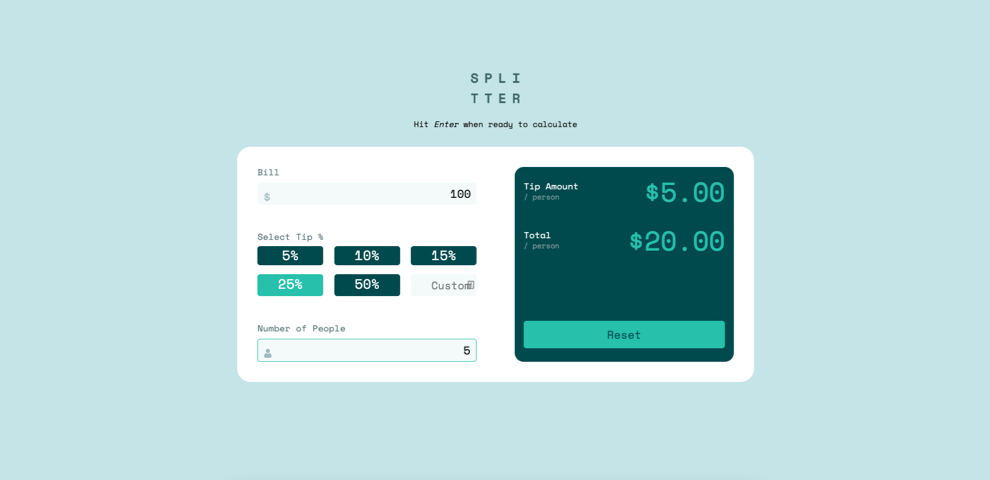 SPLI
TTER
Hit Enter when ready to calculate
Bill
$ 100
Select Tip %
5% 10% 15%
25% 50% Custom
Number of People
5
Tip Amount
/ person
$5.00
Total
/ person
$20.00
Reset